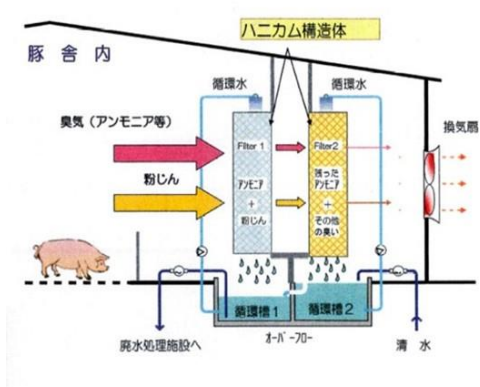 ハニカム構造体
豚舎内
循環水
循環水
臭気(アンモニア等)
換気扇
Filter 1
Filter2
粉じん
アンモニア
+
粉じん
残った
アンモニア
+
その他
の臭い
循環槽1
循環槽2
廃水処理施設へ
オーバーフロー
清水